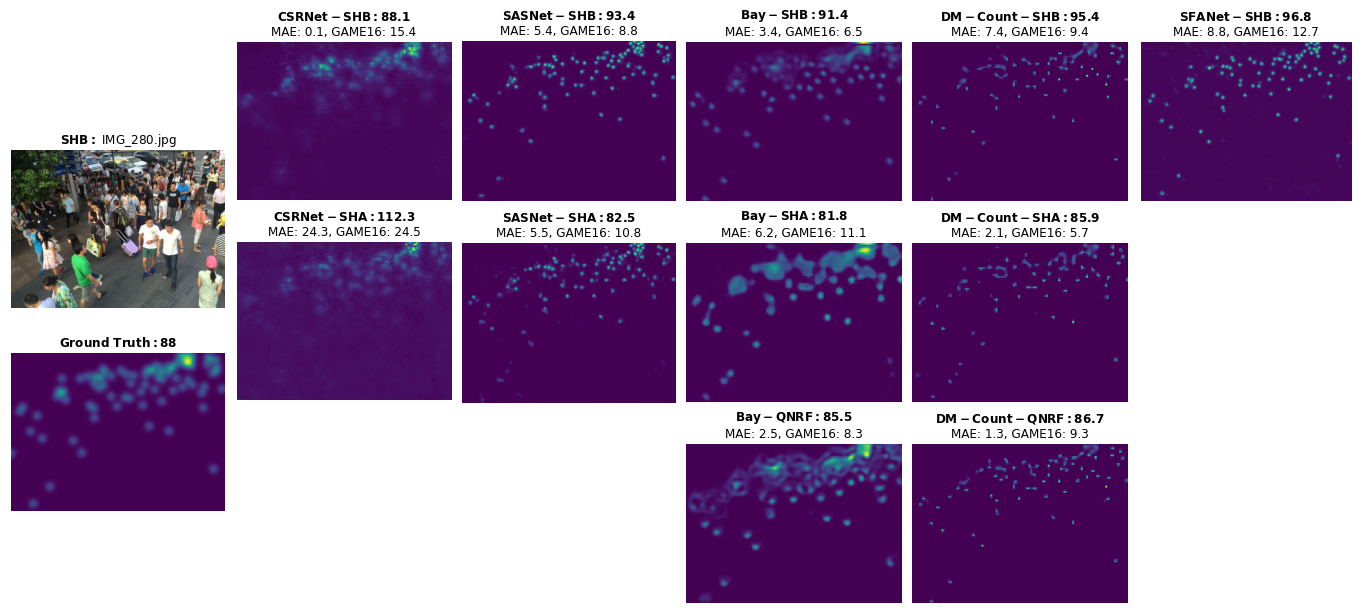 CSRNet − SHB: 88.1
MAE: 0.1, GAME16: 15.4
SASNet − SHB: 93.4
MAE: 5.4, GAME16: 8.8
Bay − SHB: 91.4
MAE: 3.4, GAME16: 6.5
DM − Count − SHB: 95.4
MAE: 7.4, GAME16: 9.4
SFANet − SHB: 96.8
MAE: 8.8, GAME16: 12.7
SHB: IMG_280.jpg
CSRNet − SHA: 112.3
MAE: 24.3, GAME16: 24.5
SASNet − SHA: 82.5
MAE: 5.5, GAME16: 10.8
Bay − SHA: 81.8
MAE: 6.2, GAME16: 11.1
DM − Count − SHA: 85.9
MAE: 2.1, GAME16: 5.7
Ground Truth: 88
Bay − QNRF: 85.5
MAE: 2.5, GAME16: 8.3
DM − Count − QNRF: 86.7
MAE: 1.3, GAME16: 9.3